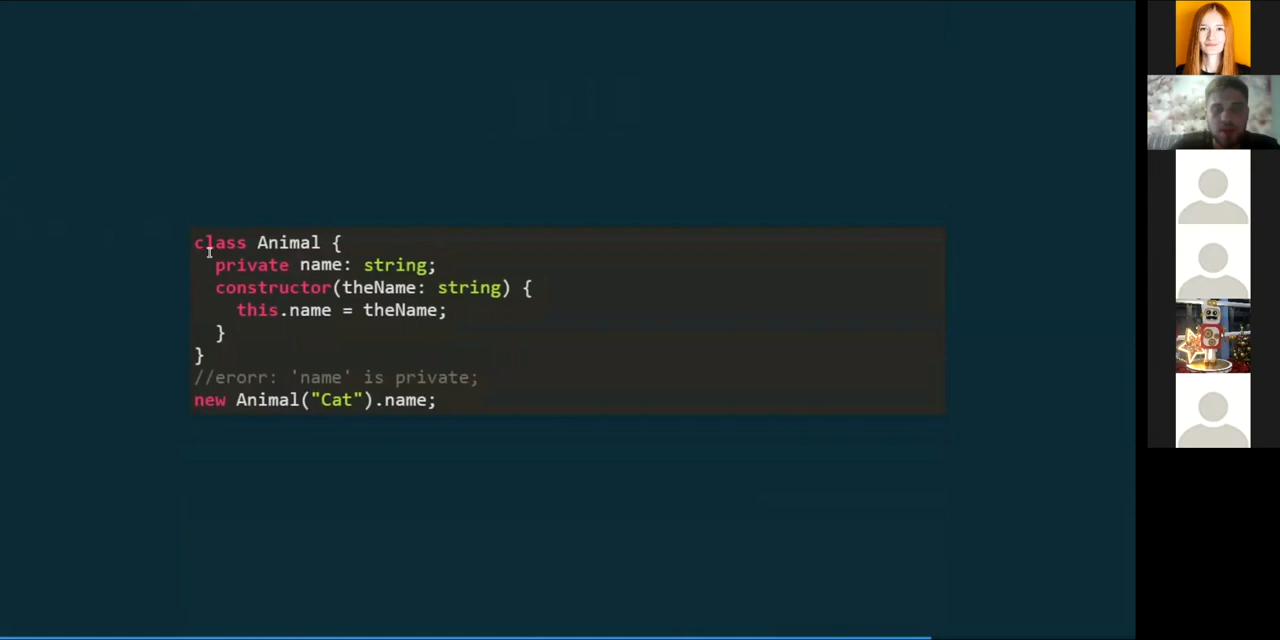 class Animal {
private name: string;
constructor(theName: string) {
this.name = theName;
}
}
//erorr: 'name' is private;
new Animal("Cat").name;